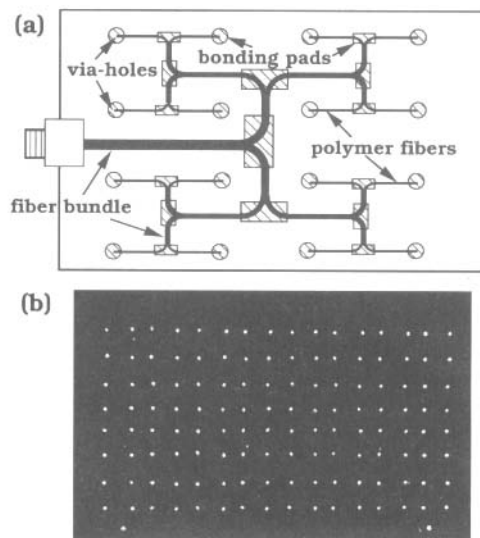 (a)
bonding pads
via-holes
polymer fibers
fiber bundle
(b)